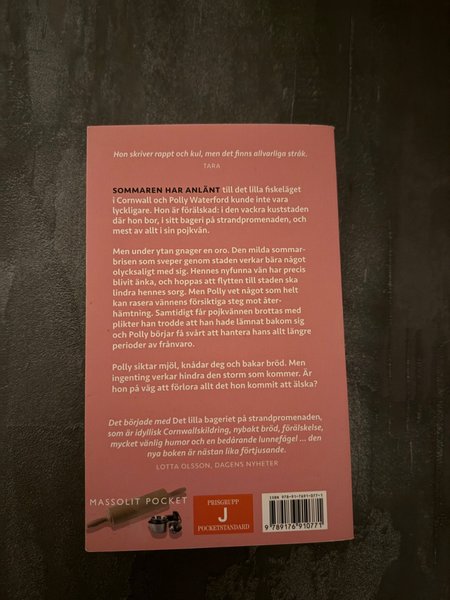 Hon skriver rappt och kul, men det finns allvarliga stråk.
TARA
SOMMAREN HAR ANLÄNT till det lilla fiskeläget
i Cornwall och Polly Waterford kunde inte vara
lyckligare. Hon är förälskad: i den vackra kuststaden
där hon bor, i sitt bageri på strandpromenaden, och
mest av allt i sin pojkvän.
Men under ytan gnager en oro. Den milda sommar-
brisen som sveper genom staden verkar bära något
olycksaligt med sig. Hennes nyfunna vän har precis
blivit änka, och hoppas att flytten till staden ska
lindra hennes sorg. Men Polly vet något som helt
kan rasera vännens försiktiga steg mot åter-
hämtning. Samtidigt får pojkvännen brottas med
plikter han trodde att han hade lämnat bakom sig
och Polly börjar få svårt att hantera hans allt längre
perioder av frånvaro.
Polly siktar mjöl, knådar deg och bakar bröd. Men
ingenting verkar hindra den storm som kommer. Är
hon på väg att förlora allt det hon kommit att älska?
Det började med Det lilla bageriet på strandpromenaden,
som är idyllisk Cornwallskildring, nybakt bröd, förälskelse,
mycket vänlig humor och en bedårande lunnefågel ... den
nya boken är nästan lika förtjusande.
LOTTA OLSSON, DAGENS NYHETER
MASSOLIT POCKET
PRISGRUPP
J
POCKETSTANDARD
ISBN 978-91-7691-077-1
9 789176 910771